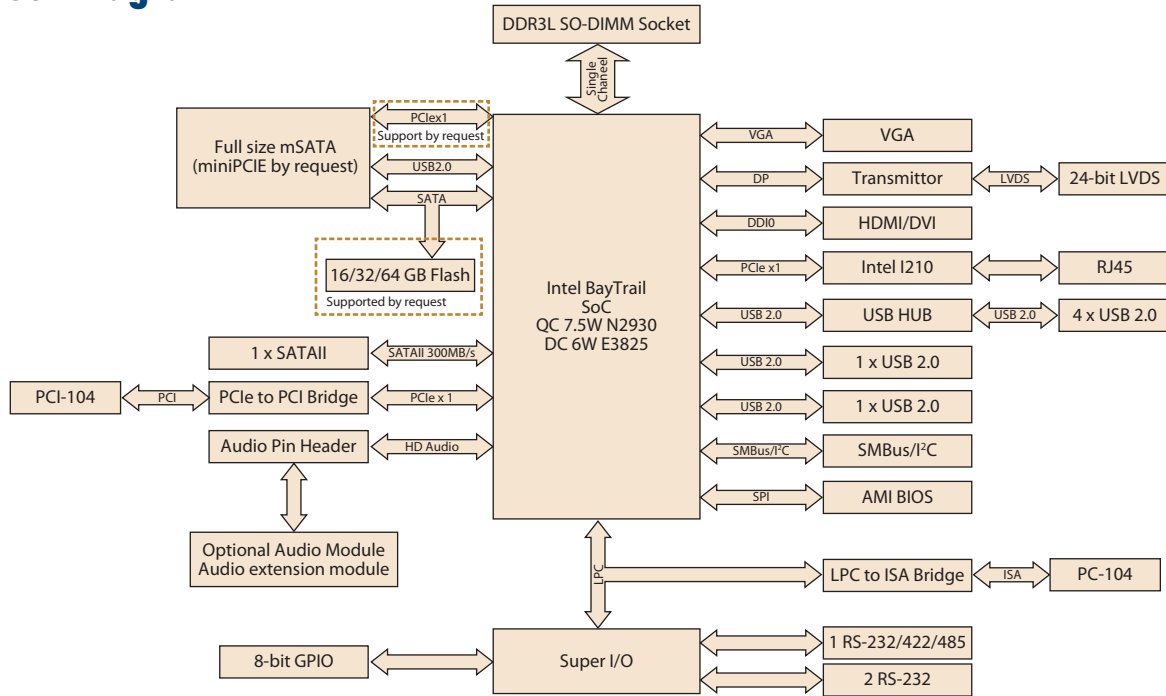 DDR3L SO-DIMM Socket
Single
Chaneel
Full size mSATA
(miniPCIE by request)
PCIex1
Support by request
USB2.0
SATA
16/32/64 GB Flash
Supported by request
1 x SATAII
SATAII 300MB/s
PCI-104
PCI
PCIe to PCI Bridge
PCIe x 1
Audio Pin Header
HD Audio
Optional Audio Module
Audio extension module
Intel BayTrail
SoC
QC 7.5W N2930
DC 6W E3825
VGA
VGA
DP
Transmittor
LVDS
24-bit LVDS
DDI0
HDMI/DVI
PCIe x1
Intel I210
RJ45
USB 2.0
USB HUB
USB 2.0
4 x USB 2.0
USB 2.0
1 x USB 2.0
USB 2.0
1 x USB 2.0
SMBus/I²C
SMBus/I²C
SPI
AMI BIOS
LPC
LPC to ISA Bridge
ISA
PC-104
8-bit GPIO
Super I/O
1 RS-232/422/485
2 RS-232